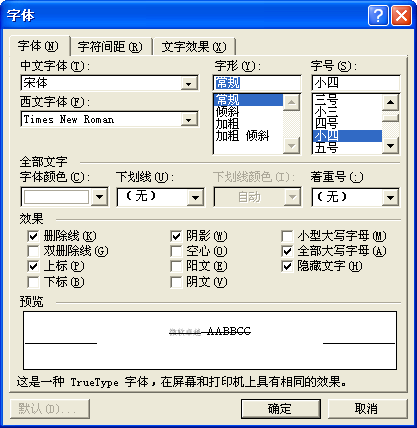 字体
字体(N) 字符间距(R) 文字效果(X)
中文字体(T): 字形(Y): 字号(S):
宋体 常规 小四
西文字体(F): 常规 三号
Times New Roman 倾斜 小三
加粗 四号
加粗 倾斜 小四
五号
全部文字
字体颜色(C): 下划线(U): 下划线颜色(I): 着重号(:)
(无) 自动 (无)
效果
删除线(K) 阴影(W) 小型大写字母(M)
双删除线(G) 空心(O) 全部大写字母(A)
上标(P) 阳文(E) 隐藏文字(H)
下标(B) 阴文(V)
预览
AABBCC
这是一种 TrueType 字体，在屏幕和打印机上具有相同的效果。
默认(D)... 确定 取消